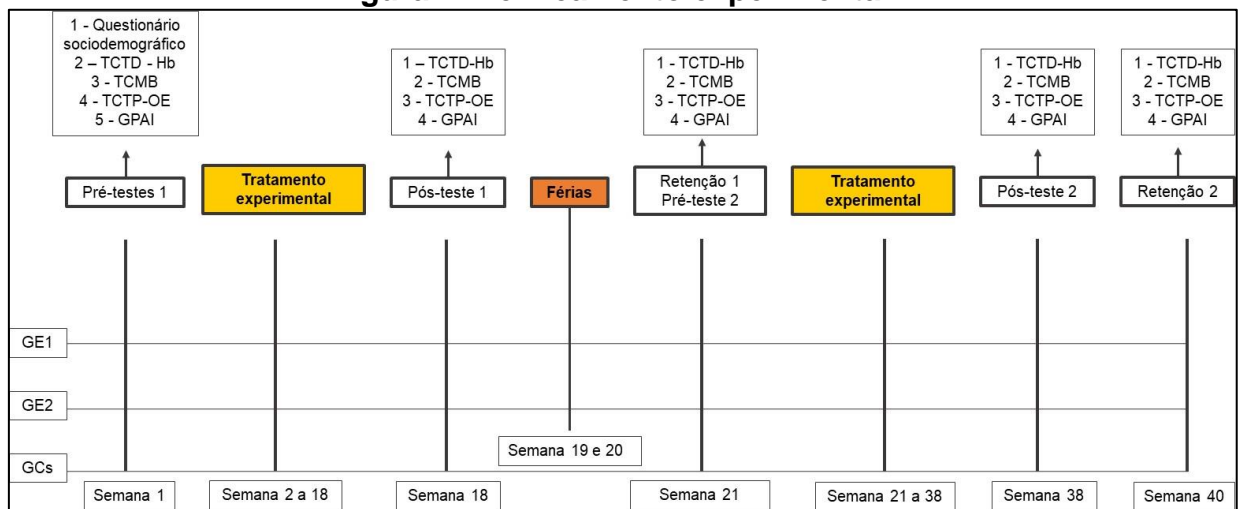 1 - Questionário
sociodemográfico
2 – TCTD - Hb
3 - TCMB
4 - TCTP-OE
5 - GPAI
1 – TCTD-Hb
2 - TCMB
3 – TCTP-OE
4 – GPAI
1 - TCTD-Hb
2 - TCMB
3 – TCTP-OE
4 - GPAI
1 - TCTD-Hb
2 - TCMB
3 – TCTP-OE
4 - GPAI
1 - TCTD-Hb
2 - TCMB
3 – TCTP-OE
4 - GPAI
Pré-testes 1
Tratamento
experimental
Pós-teste 1
Férias
Retenção 1
Pré-teste 2
Tratamento
experimental
Pós-teste 2
Retenção 2
GE1
GE2
GCs
Semana 19 e 20
Semana 1
Semana 2 a 18
Semana 18
Semana 21
Semana 21 a 38
Semana 38
Semana 40